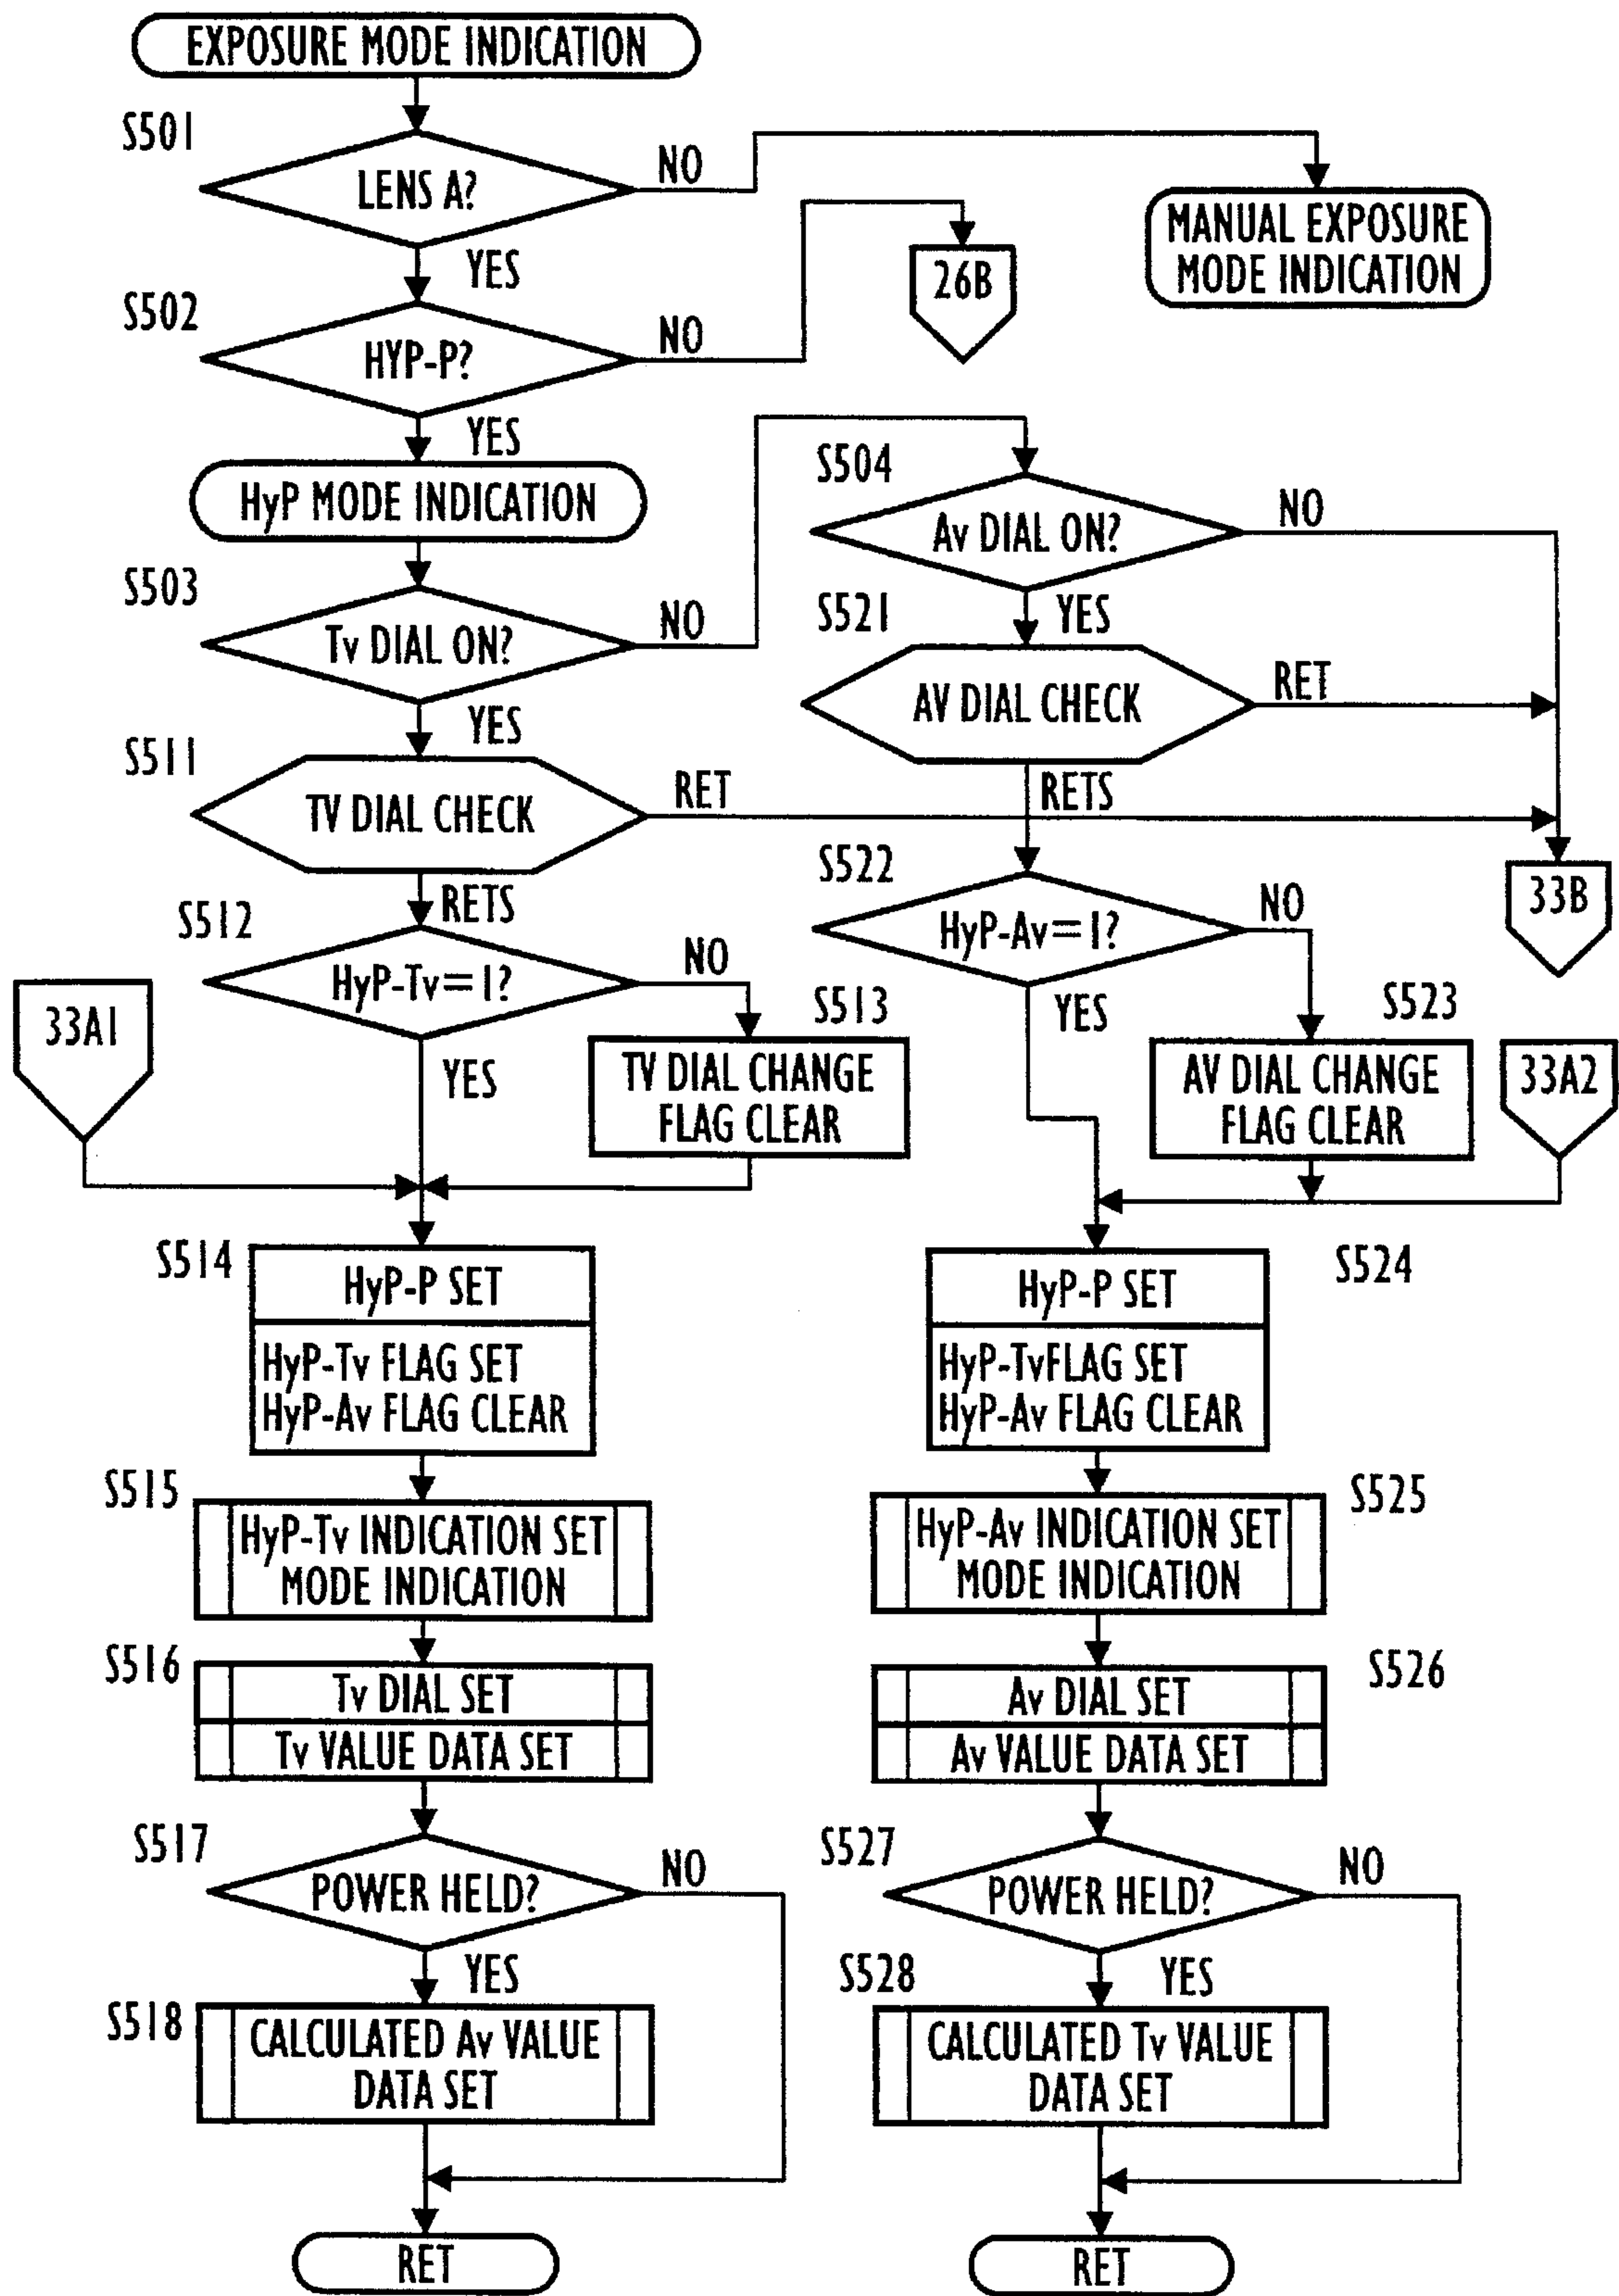 EXPOSURE MODE INDICATION
S501
LENS A?
NO
YES
MANUAL EXPOSURE
MODE INDICATION
S502
HYP-P?
NO
YES
26B
HyP MODE INDICATION
S503
Tv DIAL ON?
NO
YES
S504
Av DIAL ON?
NO
YES
S521
AV DIAL CHECK
RET
RETS
S511
TV DIAL CHECK
RET
RETS
33B
S512
HyP-Tv=1?
NO
YES
S513
TV DIAL CHANGE
FLAG CLEAR
33A1
S522
HyP-Av=1?
NO
YES
S523
AV DIAL CHANGE
FLAG CLEAR
33A2
S514
HyP-P SET
HyP-Tv FLAG SET
HyP-Av FLAG CLEAR
S515
HyP-Tv INDICATION SET
MODE INDICATION
S516
Tv DIAL SET
Tv VALUE DATA SET
S517
POWER HELD?
NO
YES
S518
CALCULATED Av VALUE
DATA SET
RET
S524
HyP-P SET
HyP-TvFLAG SET
HyP-Av FLAG CLEAR
S525
HyP-Av INDICATION SET
MODE INDICATION
S526
Av DIAL SET
Av VALUE DATA SET
S527
POWER HELD?
NO
YES
S528
CALCULATED Tv VALUE
DATA SET
RET